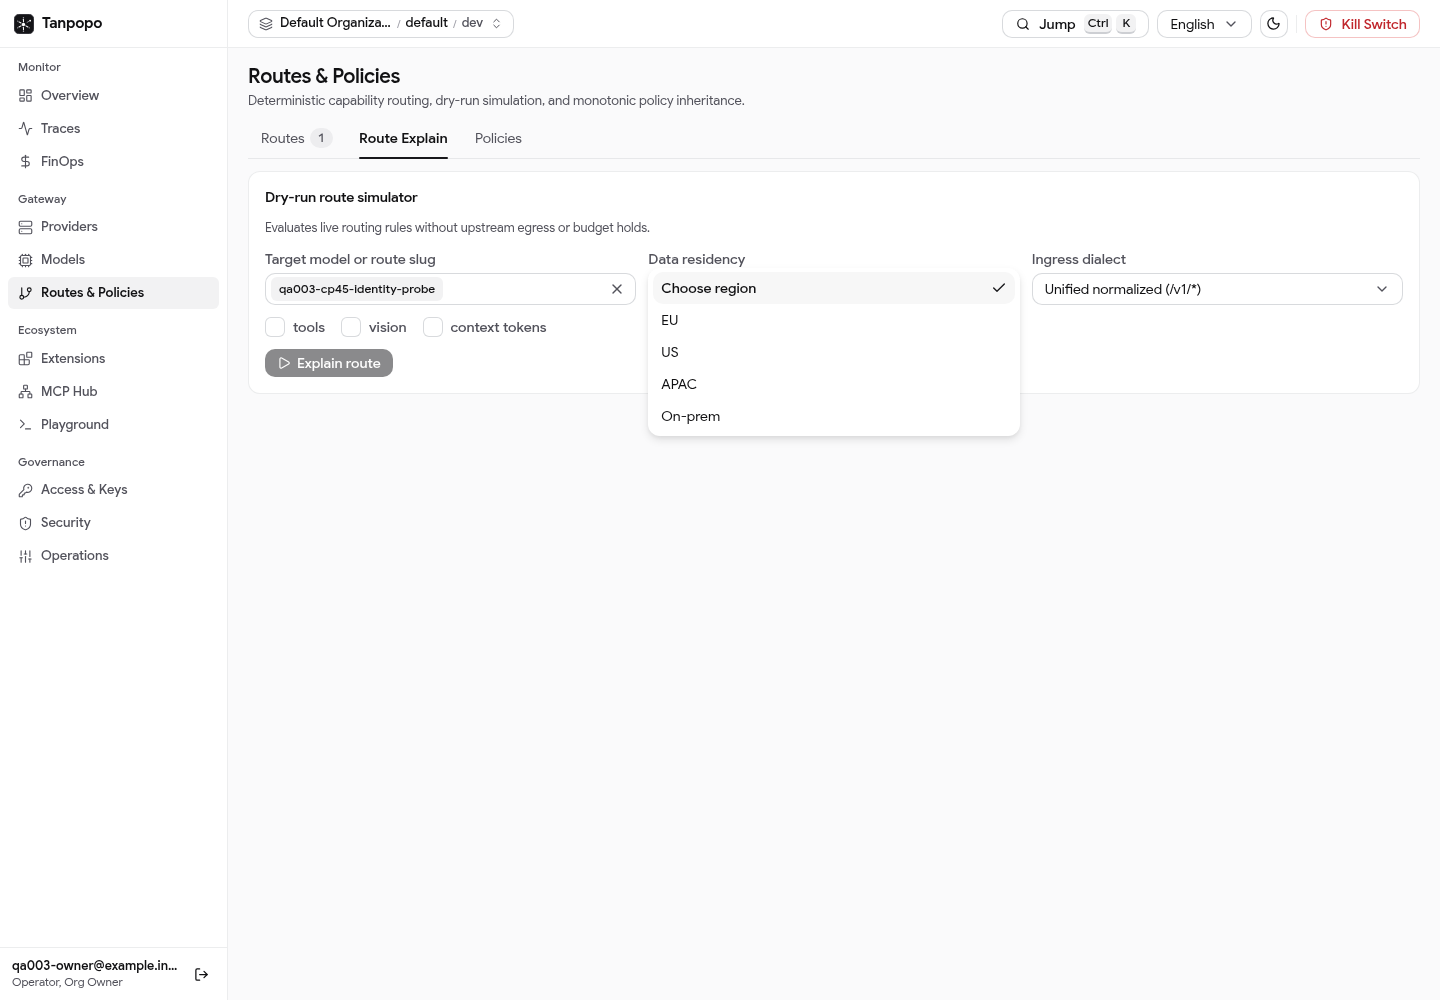 Tanpopo
Default Organiza... / default / dev
Jump Ctrl K
English
Kill Switch
Monitor
Overview
Traces
FinOps
Gateway
Providers
Models
Routes & Policies
Ecosystem
Extensions
MCP Hub
Playground
Governance
Access & Keys
Security
Operations
qa003-owner@example.in...
Operator, Org Owner
Routes & Policies
Deterministic capability routing, dry-run simulation, and monotonic policy inheritance.
Routes 1
Route Explain
Policies
Dry-run route simulator
Evaluates live routing rules without upstream egress or budget holds.
Target model or route slug
qa003-cp45-identity-probe
tools
vision
context tokens
Explain route
Data residency
Choose region
EU
US
APAC
On-prem
Ingress dialect
Unified normalized (/v1/*)